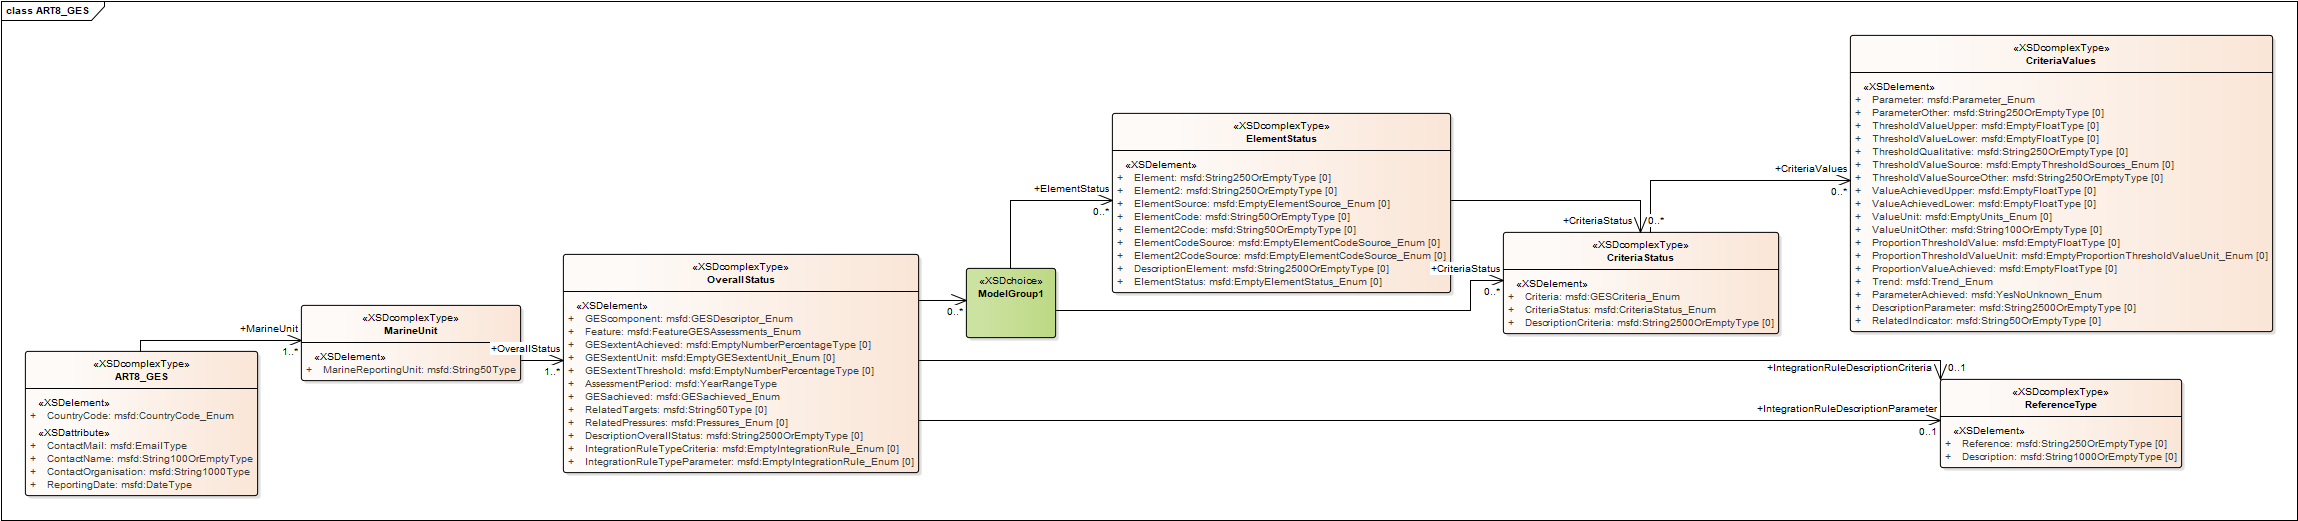 class ART8_GES
«XSDcomplexType»
ART8_GES
«XSDelement»
+ CountryCode: msfd:CountryCode_Enum
«XSDattribute»
+ ContactMail: msfd:EmailType
+ ContactName: msfd:String100OrEmptyType
+ ContactOrganisation: msfd:String1000Type
+ ReportingDate: msfd:DateType
+MarineUnit
1..*
«XSDcomplexType»
MarineUnit
«XSDelement»
+ MarineReportingUnit: msfd:String50Type
+OverallStatus
1..*
«XSDcomplexType»
OverallStatus
«XSDelement»
+ GEScomponent: msfd:GESDescriptor_Enum
+ Feature: msfd:FeatureGESAssessments_Enum
+ GESextentAchieved: msfd:EmptyNumberPercentageType [0]
+ GESextentUnit: msfd:EmptyGESextentUnit_Enum [0]
+ GESextentThreshold: msfd:EmptyNumberPercentageType [0]
+ AssessmentPeriod: msfd:YearRangeType
+ GESachieved: msfd:GESachieved_Enum
+ RelatedTargets: msfd:String50Type [0]
+ RelatedPressures: msfd:Pressures_Enum [0]
+ DescriptionOverallStatus: msfd:String2500OrEmptyType [0]
+ IntegrationRuleTypeCriteria: msfd:EmptyIntegrationRule_Enum [0]
+ IntegrationRuleTypeParameter: msfd:EmptyIntegrationRule_Enum [0]
0..*
«XSDchoice»
ModelGroup1
+ElementStatus
0..*
«XSDcomplexType»
ElementStatus
«XSDelement»
+ Element: msfd:String250OrEmptyType [0]
+ Element2: msfd:String250OrEmptyType [0]
+ ElementSource: msfd:EmptyElementSource_Enum [0]
+ ElementCode: msfd:String50OrEmptyType [0]
+ Element2Code: msfd:String50OrEmptyType [0]
+ ElementCodeSource: msfd:EmptyElementCodeSource_Enum [0]
+ Element2CodeSource: msfd:EmptyElementCodeSource_Enum [0]
+ DescriptionElement: msfd:String2500OrEmptyType [0]
+ ElementStatus: msfd:EmptyElementStatus_Enum [0]
+CriteriaStatus
0..*
+CriteriaStatus
0..*
«XSDcomplexType»
CriteriaStatus
«XSDelement»
+ Criteria: msfd:GESCriteria_Enum
+ CriteriaStatus: msfd:CriteriaStatus_Enum
+ DescriptionCriteria: msfd:String2500OrEmptyType [0]
+CriteriaValues
0..*
«XSDcomplexType»
CriteriaValues
«XSDelement»
+ Parameter: msfd:Parameter_Enum
+ ParameterOther: msfd:String250OrEmptyType [0]
+ ThresholdValueUpper: msfd:EmptyFloatType [0]
+ ThresholdValueLower: msfd:EmptyFloatType [0]
+ ThresholdQualitative: msfd:String250OrEmptyType [0]
+ ThresholdValueSource: msfd:EmptyThresholdSources_Enum [0]
+ ThresholdValueSourceOther: msfd:String250OrEmptyType [0]
+ ValueAchievedUpper: msfd:EmptyFloatType [0]
+ ValueAchievedLower: msfd:EmptyFloatType [0]
+ ValueUnit: msfd:EmptyUnits_Enum [0]
+ ValueUnitOther: msfd:String100OrEmptyType [0]
+ ProportionThresholdValue: msfd:EmptyFloatType [0]
+ ProportionThresholdValueUnit: msfd:EmptyProportionThresholdValueUnit_Enum [0]
+ ProportionValueAchieved: msfd:EmptyFloatType [0]
+ Trend: msfd:Trend_Enum
+ ParameterAchieved: msfd:YesNoUnknown_Enum
+ DescriptionParameter: msfd:String2500OrEmptyType [0]
+ RelatedIndicator: msfd:String50OrEmptyType [0]
+IntegrationRuleDescriptionCriteria
0..1
+IntegrationRuleDescriptionParameter
0..1
«XSDcomplexType»
ReferenceType
«XSDelement»
+ Reference: msfd:String250OrEmptyType [0]
+ Description: msfd:String1000OrEmptyType [0]